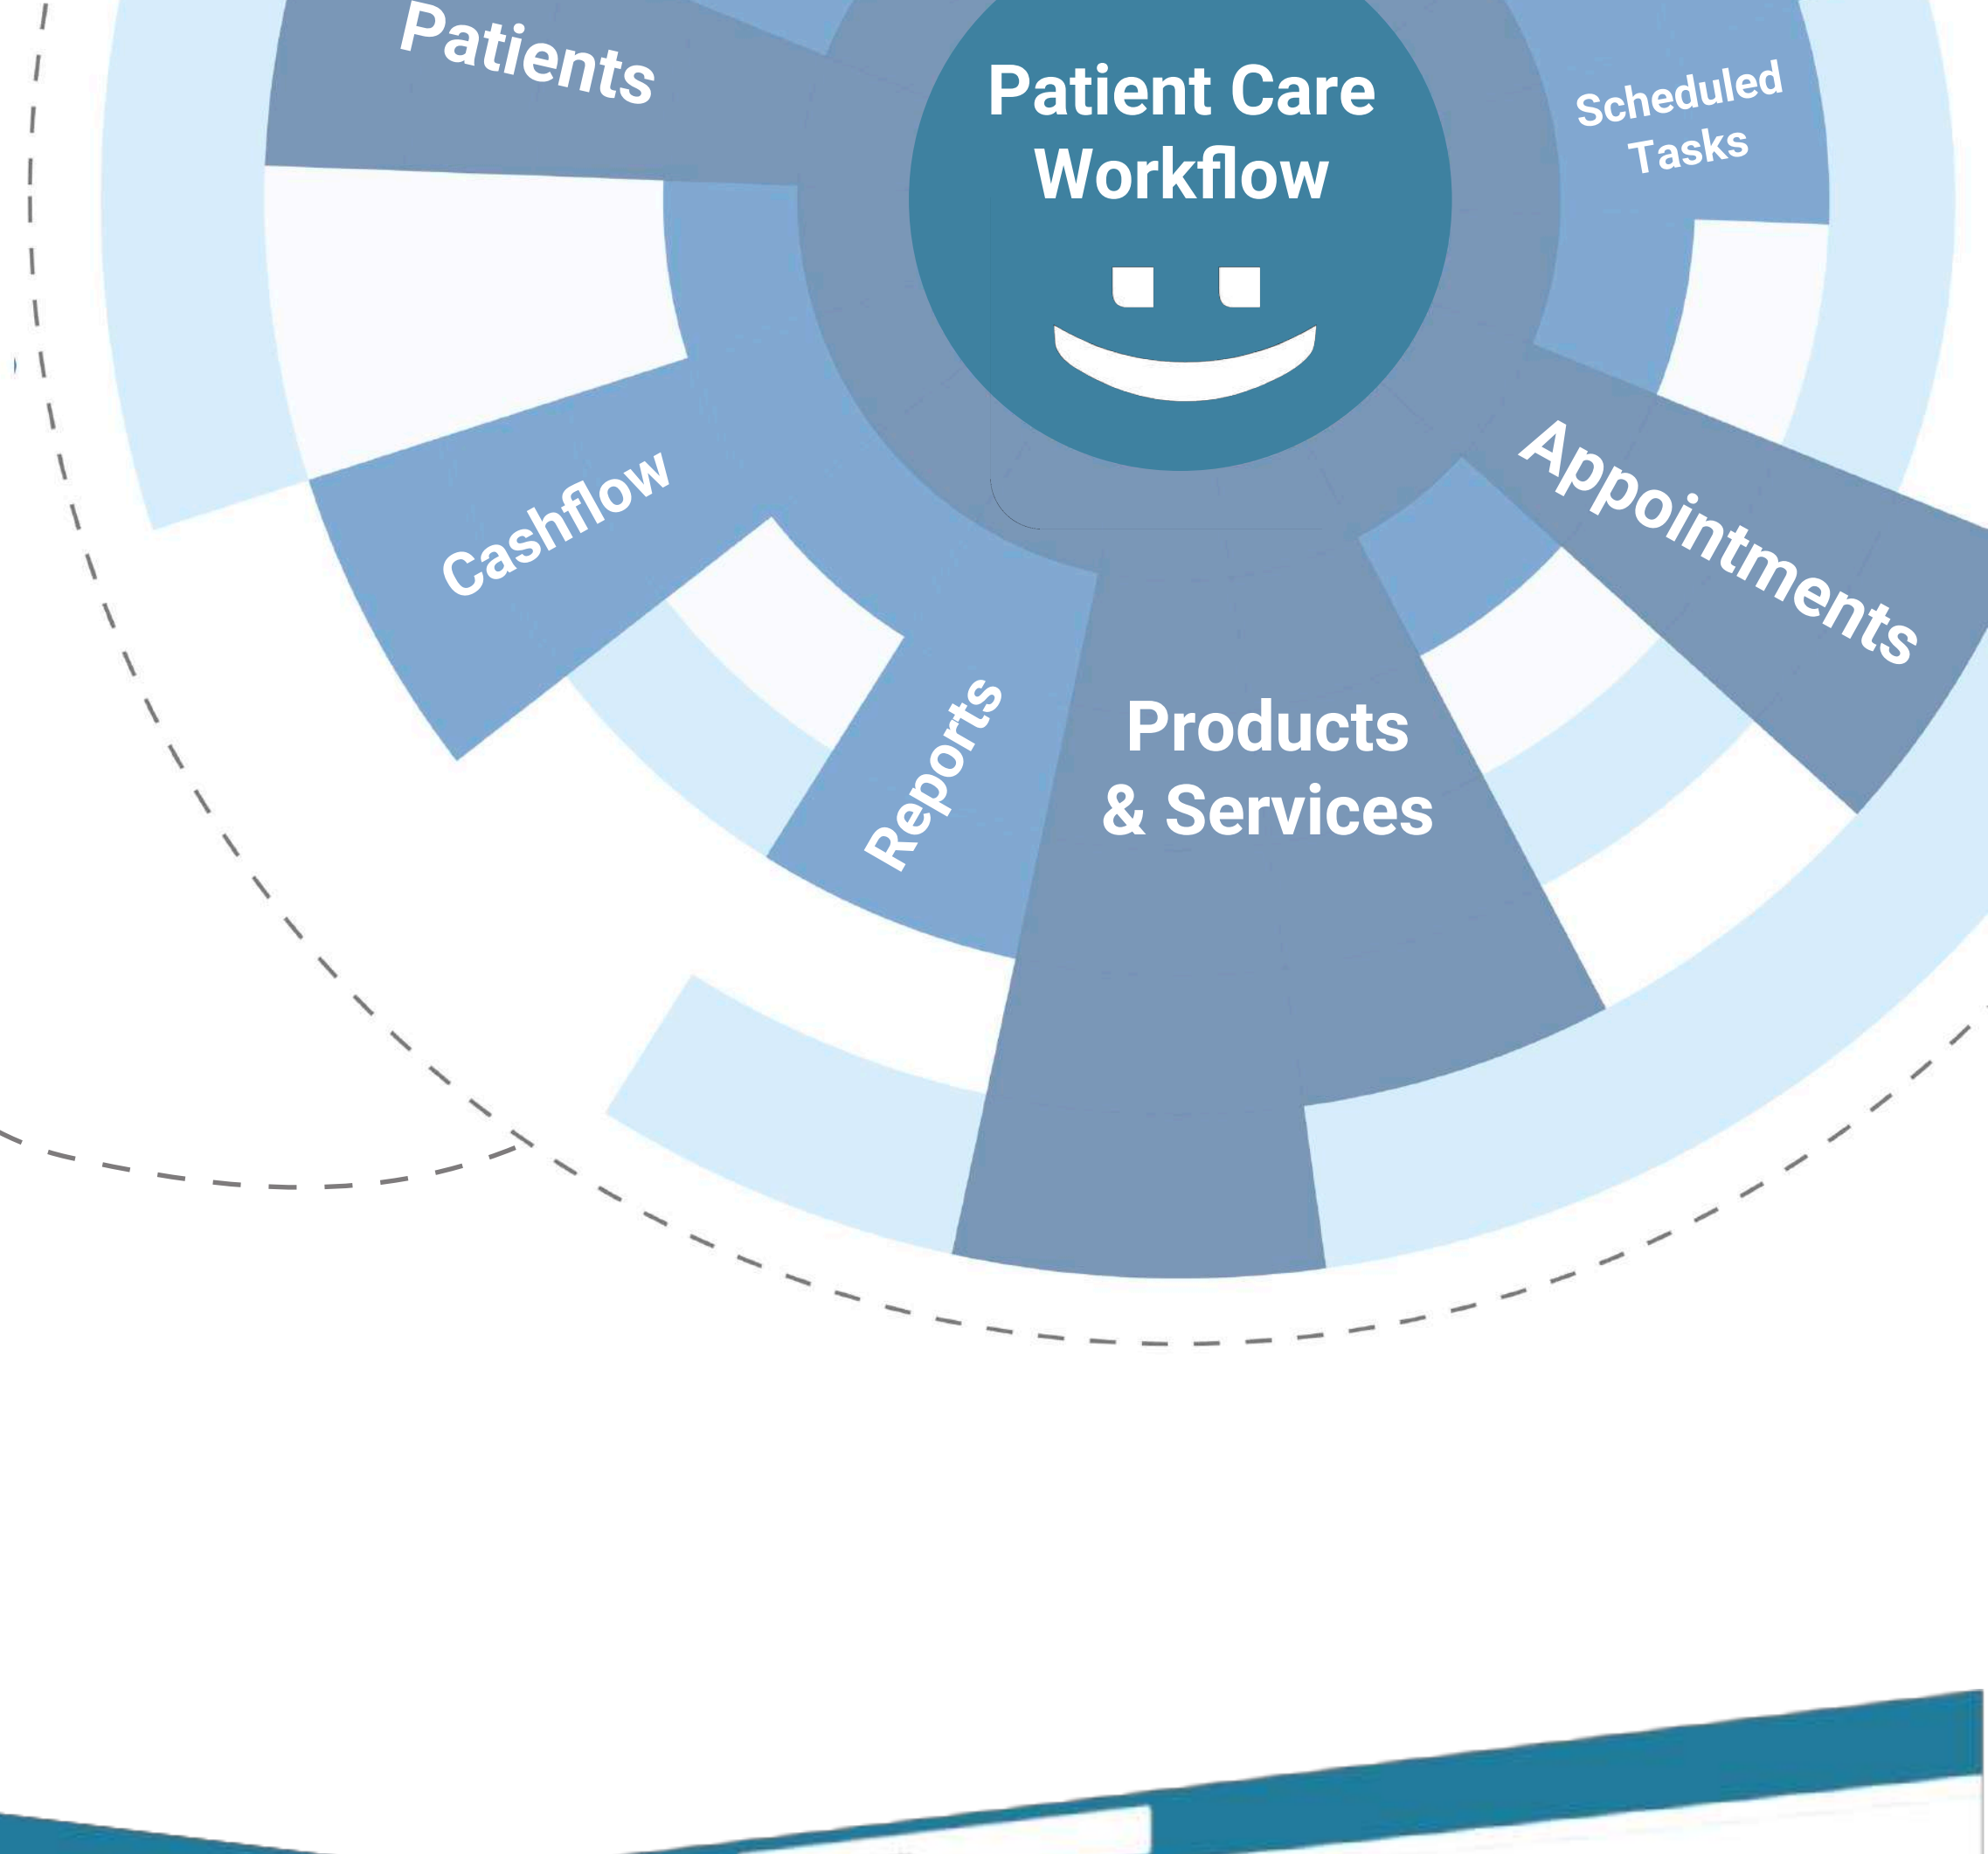 Patients
Patient Care
Workflow
Scheduled
Tasks
Appointments
Cashflow
Reports
Products
& Services